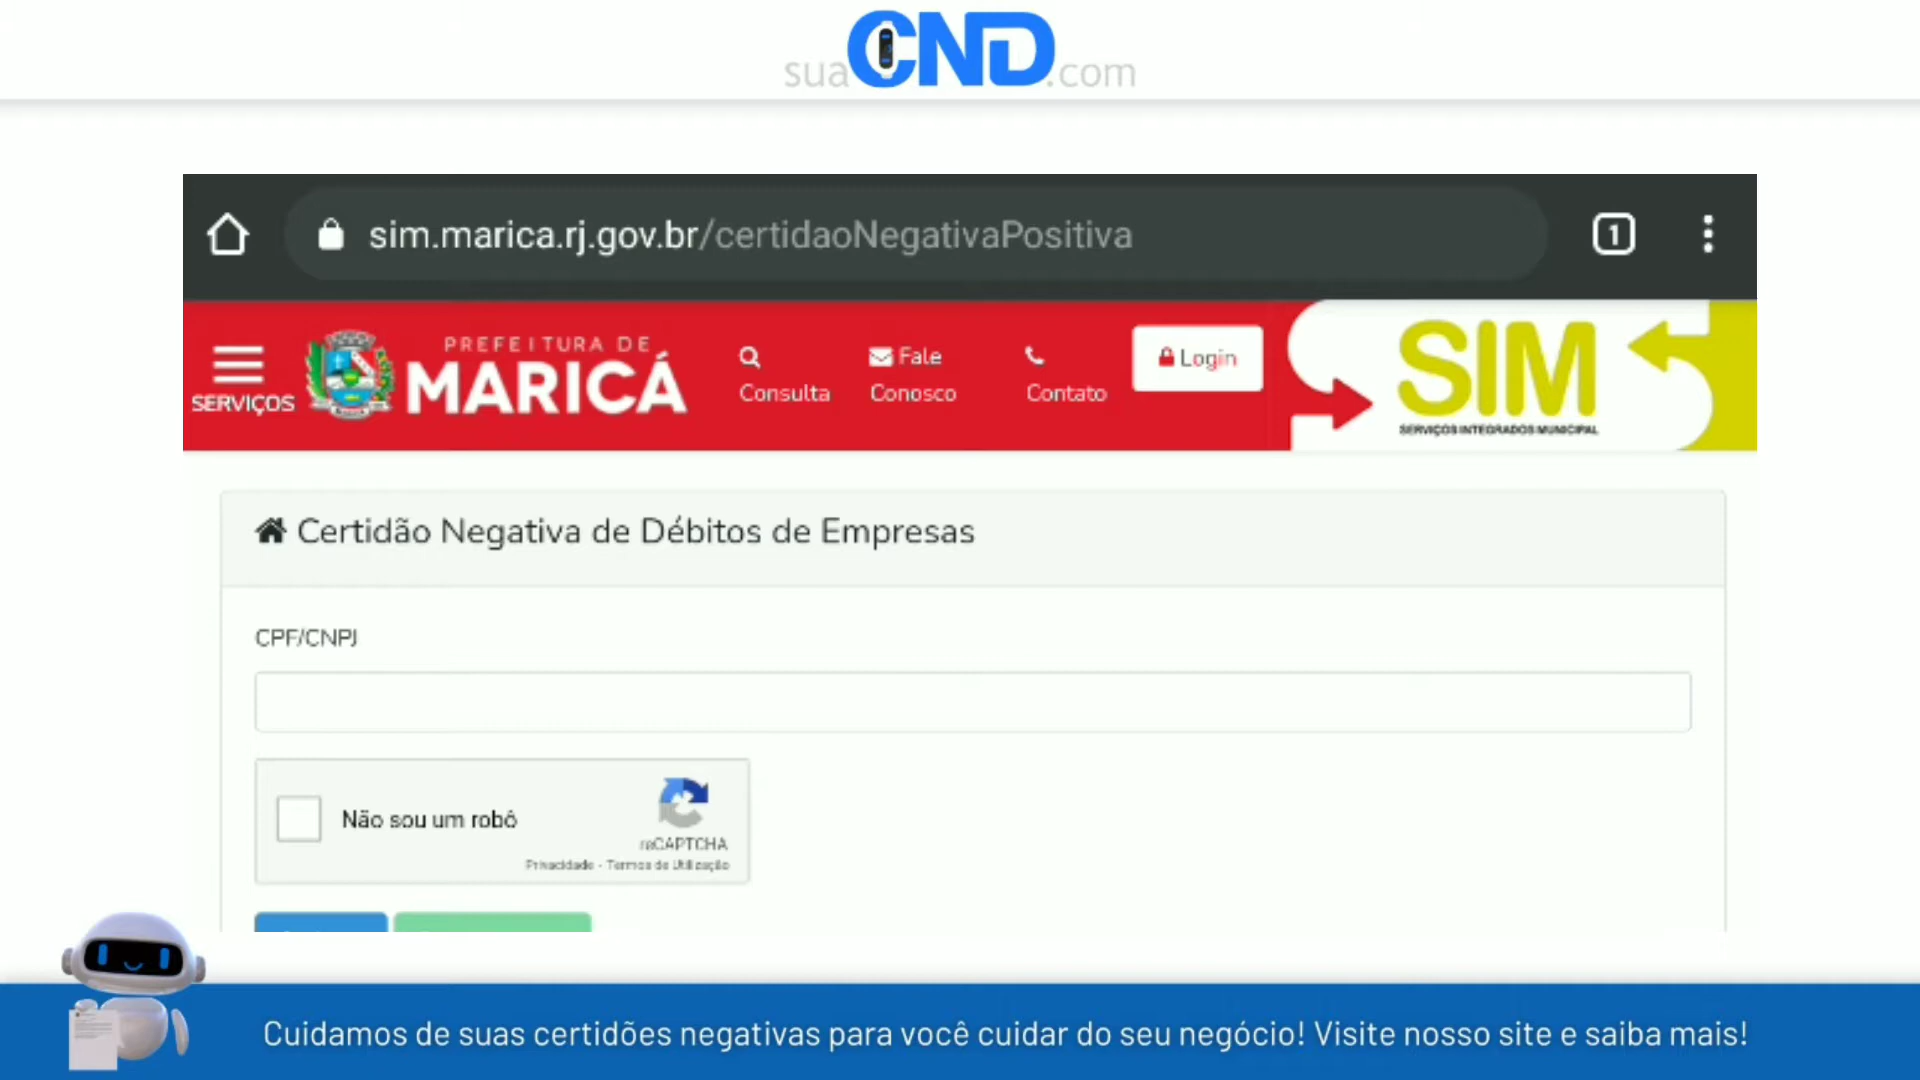 suaCND.com
sim.marica.rj.gov.br/certidaoNegativaPositiva
1
SERVIÇOS
PREFEITURA DE
MARICÁ
Consulta
Fale
Conosco
Contato
Login
SIM
SERVIÇOS INTEGRADOS MUNICIPAL
Certidão Negativa de Débitos de Empresas
CPF/CNPJ
Não sou um robô
reCAPTCHA
Privacidade - Termos de Utilização
Cuidamos de suas certidões negativas para você cuidar do seu negócio! Visite nosso site e saiba mais!